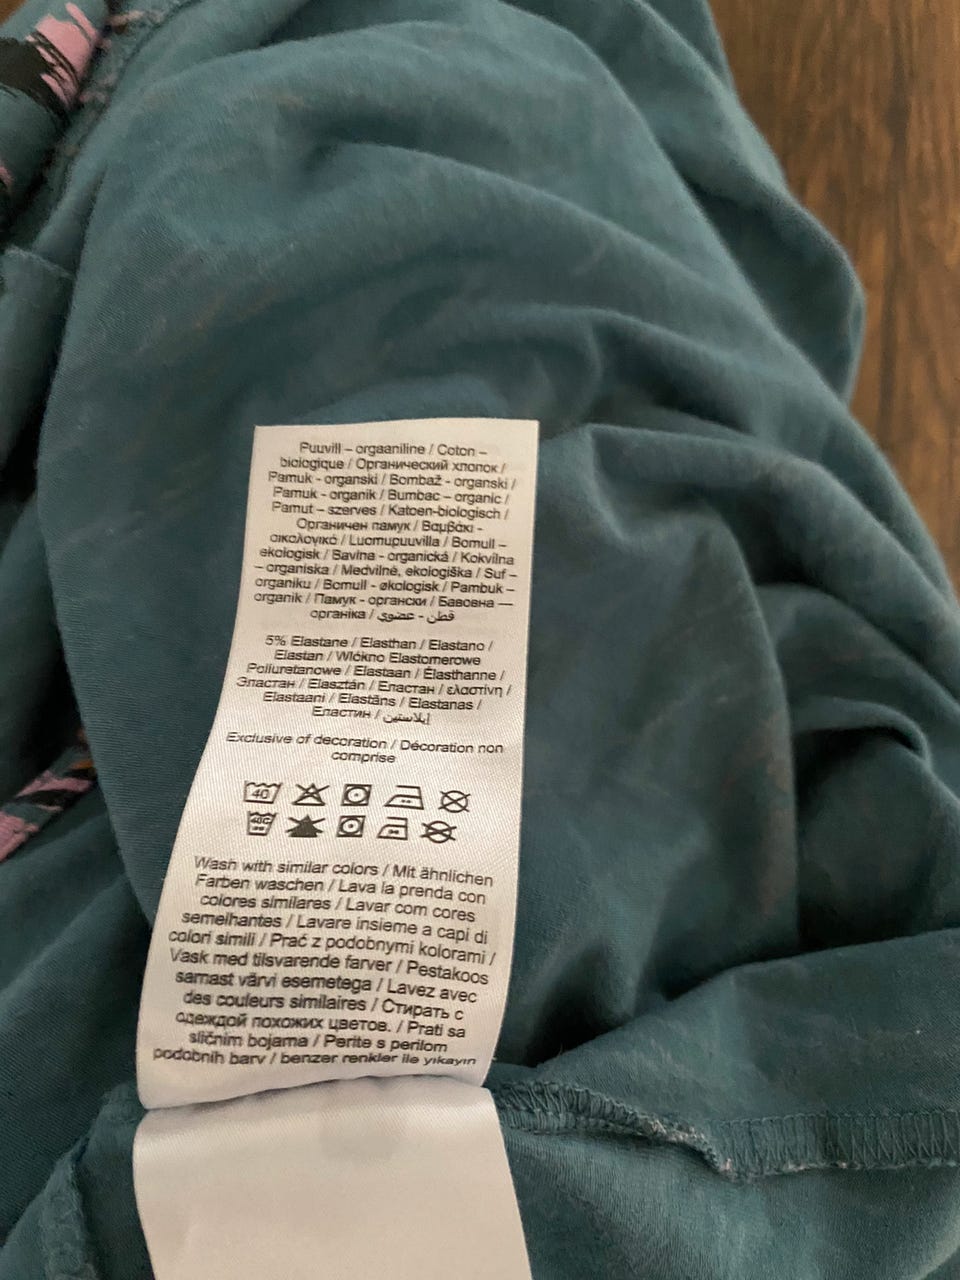 Puuvill – orgaaniline / Coton –
biologique / Органический хлопок /
Pamuk - organski / Bombaž - organski /
Pamuk - organik / Bumbac – organic /
Pamut – szerves / Katoen-biologisch /
Органичен памук / Βαμβάκι -
οικολογικό / Luomupuuvilla / Bomull –
ekologisk / Bavlna - organická / Kokvilna
– organiska / Medvilnė, ekologiška / Suf –
organiku / Bomull - økologisk / Pambuk –
organik / Памук - органски / Бавовна —
органіка / قطن - عضوي
5% Elastane / Elasthan / Elastano /
Elastan / Włókno Elastomerowe
Poliuretanowe / Elastaan / Élasthanne /
Эластан / Elasztán / Еластан / ελαστίνη /
Elastaani / Elastāns / Elastanas /
Еластин / إيلاستين
Exclusive of decoration / Décoration non
comprise
40
40C
Wash with similar colors / Mit ähnlichen
Farben waschen / Lava la prenda con
colores similares / Lavar com cores
semelhantes / Lavare insieme a capi di
colori simili / Prać z podobnymi kolorami /
Vask med tilsvarende farver / Pestakoos
samast värvi esemetega / Lavez avec
des couleurs similaires / Стирать с
одеждой похожих цветов. / Prati sa
sličnim bojama / Perite s perilom
podobnih barv / benzer renkler ile yıkayın